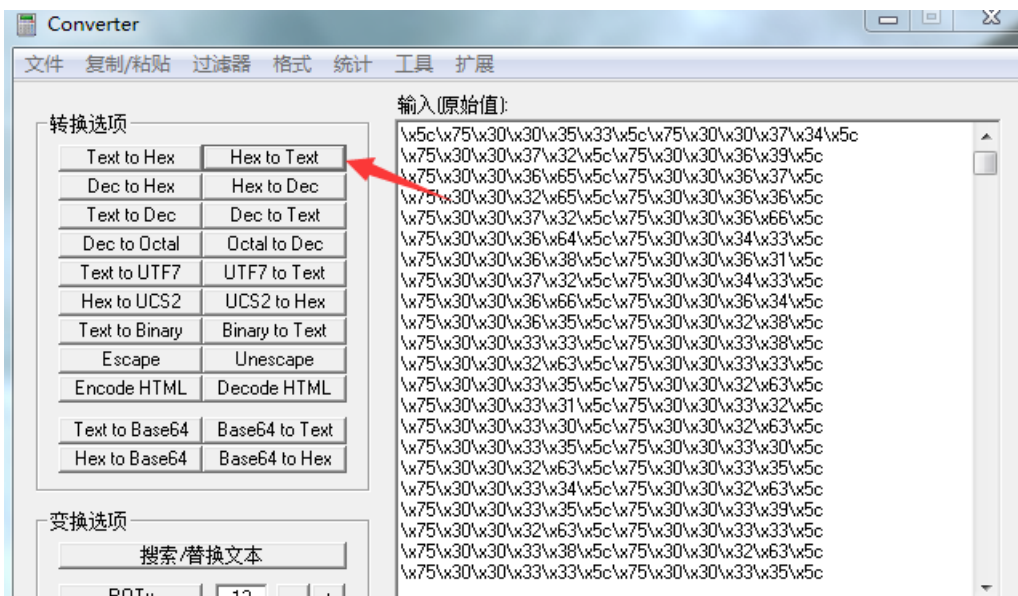 Converter
文件 复制/粘贴 过滤器 格式 统计 工具 扩展
输入(原始值):
转换选项
Text to Hex Hex to Text
Dec to Hex Hex to Dec
Text to Dec Dec to Text
Dec to Octal Octal to Dec
Text to UTF7 UTF7 to Text
Hex to UCS2 UCS2 to Hex
Text to Binary Binary to Text
Escape Unescape
Encode HTML Decode HTML
Text to Base64 Base64 to Text
Hex to Base64 Base64 to Hex
变换选项
搜索/替换文本
\x5c\x75\x30\x30\x35\x33\x5c\x75\x30\x30\x37\x34\x5c
\x75\x30\x30\x37\x32\x5c\x75\x30\x30\x36\x39\x5c
\x75\x30\x30\x36\x65\x5c\x75\x30\x30\x36\x37\x5c
\x75\x30\x30\x32\x65\x5c\x75\x30\x30\x36\x36\x5c
\x75\x30\x30\x37\x32\x5c\x75\x30\x30\x36\x66\x5c
\x75\x30\x30\x36\x64\x5c\x75\x30\x30\x34\x33\x5c
\x75\x30\x30\x36\x38\x5c\x75\x30\x30\x36\x31\x5c
\x75\x30\x30\x37\x32\x5c\x75\x30\x30\x34\x33\x5c
\x75\x30\x30\x36\x66\x5c\x75\x30\x30\x36\x34\x5c
\x75\x30\x30\x36\x35\x5c\x75\x30\x30\x32\x38\x5c
\x75\x30\x30\x33\x33\x5c\x75\x30\x30\x33\x38\x5c
\x75\x30\x30\x32\x63\x5c\x75\x30\x30\x33\x33\x5c
\x75\x30\x30\x33\x35\x5c\x75\x30\x30\x32\x63\x5c
\x75\x30\x30\x33\x31\x5c\x75\x30\x30\x33\x32\x5c
\x75\x30\x30\x33\x30\x5c\x75\x30\x30\x32\x63\x5c
\x75\x30\x30\x33\x35\x5c\x75\x30\x30\x33\x30\x5c
\x75\x30\x30\x32\x63\x5c\x75\x30\x30\x33\x35\x5c
\x75\x30\x30\x33\x34\x5c\x75\x30\x30\x32\x63\x5c
\x75\x30\x30\x33\x35\x5c\x75\x30\x30\x33\x39\x5c
\x75\x30\x30\x32\x63\x5c\x75\x30\x30\x33\x33\x5c
\x75\x30\x30\x33\x38\x5c\x75\x30\x30\x32\x63\x5c
\x75\x30\x30\x33\x33\x5c\x75\x30\x30\x33\x35\x5c